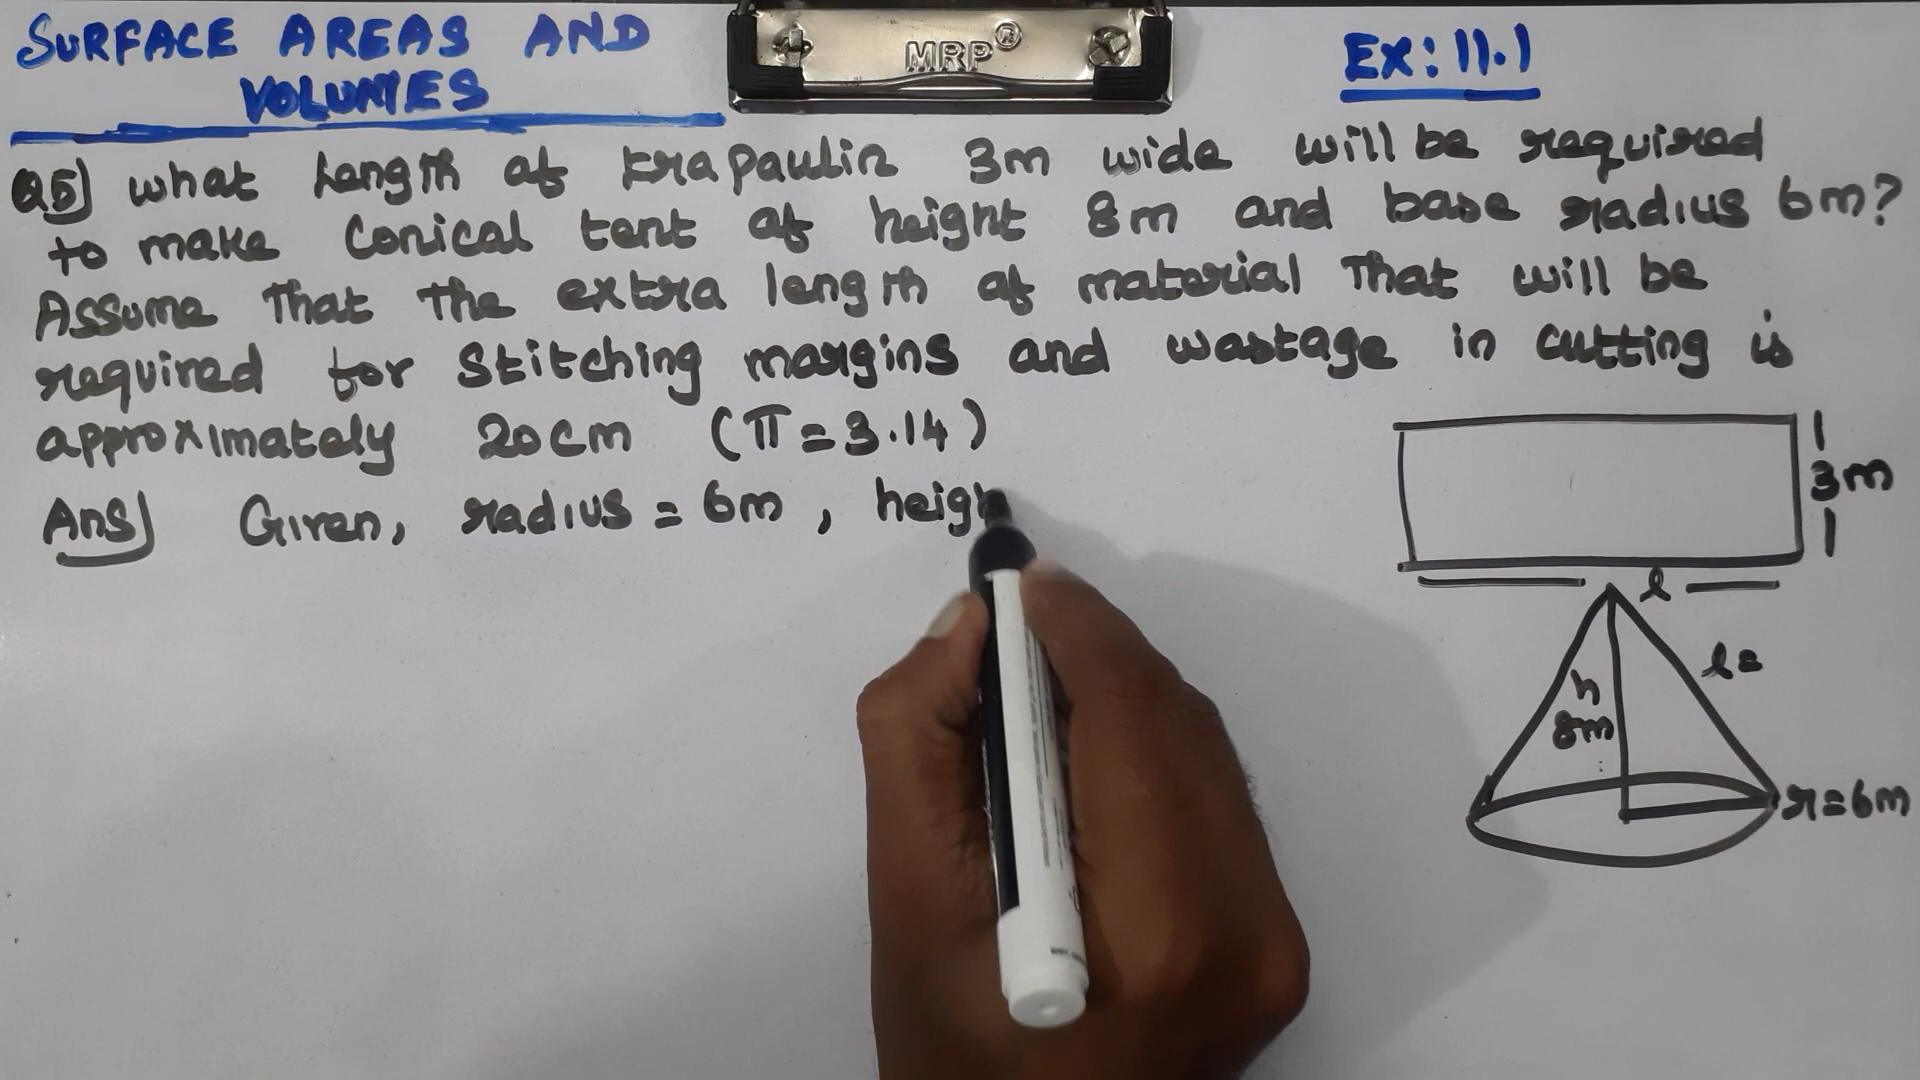 SURFACE AREAS AND
VOLUMES
MRP®
Ex: 11.1
Q5) what Length of trapaulin 3m wide will be required
to make Conical tent of height 8m and base radius 6m?
Assume That The extra length of material That will be
required for Stitching margins and wastage in cutting is
approximately 20cm (π=3.14)
Ans) Given, radius = 6m, heigh
3m
l
l=
h
8m
r=6m